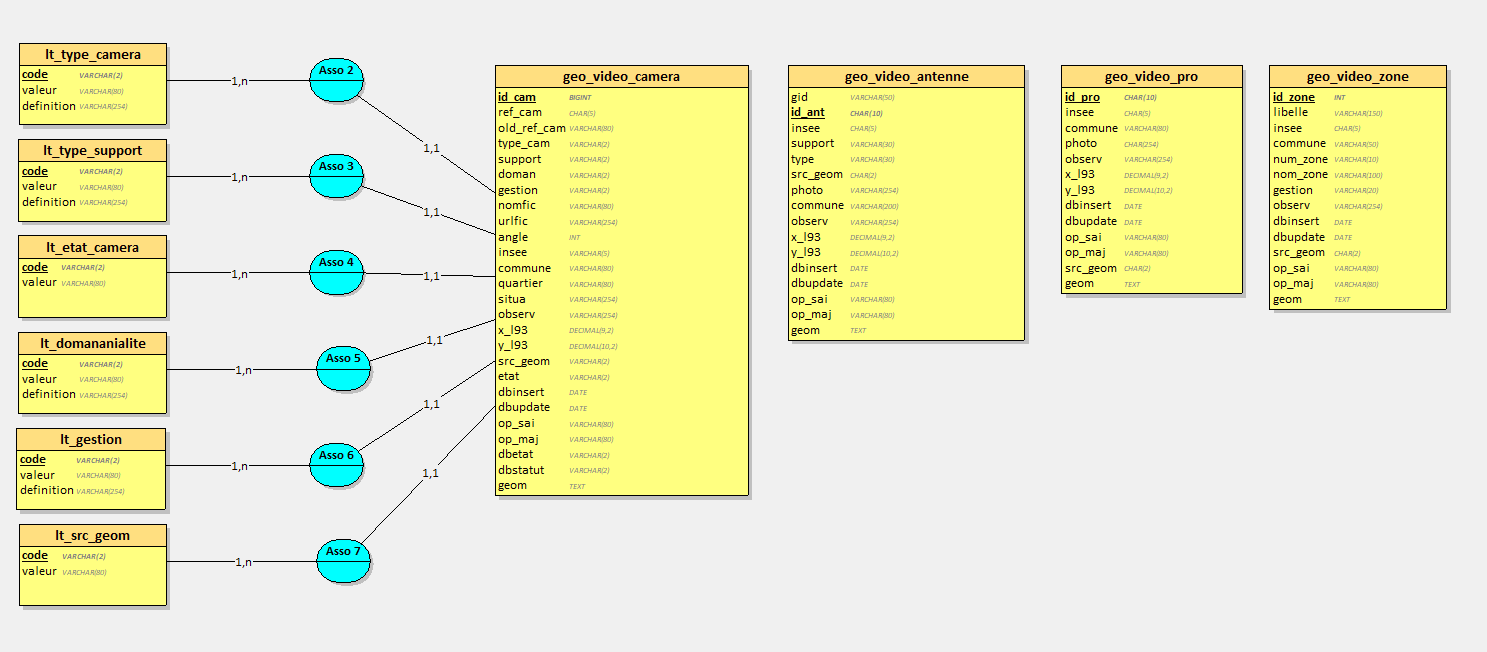 lt_type_camera
code VARCHAR(2)
valeur VARCHAR(80)
definition VARCHAR(254)
1,n
Asso 2
1,1
lt_type_support
code VARCHAR(2)
valeur VARCHAR(80)
definition VARCHAR(254)
1,n
Asso 3
1,1
lt_etat_camera
code VARCHAR(2)
valeur VARCHAR(80)
1,n
Asso 4
1,1
lt_domananialite
code VARCHAR(2)
valeur VARCHAR(80)
definition VARCHAR(254)
1,n
Asso 5
1,1
lt_gestion
code VARCHAR(2)
valeur VARCHAR(80)
definition VARCHAR(254)
1,n
Asso 6
1,1
lt_src_geom
code VARCHAR(2)
valeur VARCHAR(80)
1,n
Asso 7
1,1
geo_video_camera
id_cam BIGINT
ref_cam CHAR(5)
old_ref_cam VARCHAR(80)
type_cam VARCHAR(2)
support VARCHAR(2)
doman VARCHAR(2)
gestion VARCHAR(2)
nomfic VARCHAR(80)
urlfic VARCHAR(254)
angle INT
insee VARCHAR(5)
commune VARCHAR(80)
quartier VARCHAR(80)
situa VARCHAR(254)
observ VARCHAR(254)
x_l93 DECIMAL(9,2)
y_l93 DECIMAL(10,2)
src_geom VARCHAR(2)
etat VARCHAR(2)
dbinsert DATE
dbupdate DATE
op_sai VARCHAR(80)
op_maj VARCHAR(80)
dbetat VARCHAR(2)
dbstatut VARCHAR(2)
geom TEXT
geo_video_antenne
gid VARCHAR(50)
id_ant CHAR(10)
insee CHAR(5)
support VARCHAR(30)
type VARCHAR(30)
src_geom CHAR(2)
photo VARCHAR(254)
commune VARCHAR(200)
observ VARCHAR(254)
x_l93 DECIMAL(9,2)
y_l93 DECIMAL(10,2)
dbinsert DATE
dbupdate DATE
op_sai VARCHAR(80)
op_maj VARCHAR(80)
geom TEXT
geo_video_pro
id_pro CHAR(10)
insee CHAR(5)
commune VARCHAR(80)
photo CHAR(254)
observ VARCHAR(254)
x_l93 DECIMAL(9,2)
y_l93 DECIMAL(10,2)
dbinsert DATE
dbupdate DATE
op_sai VARCHAR(80)
op_maj VARCHAR(80)
src_geom CHAR(2)
geom TEXT
geo_video_zone
id_zone INT
libelle VARCHAR(150)
insee CHAR(5)
commune VARCHAR(50)
num_zone VARCHAR(10)
nom_zone VARCHAR(100)
gestion VARCHAR(20)
observ VARCHAR(254)
dbinsert DATE
dbupdate DATE
src_geom CHAR(2)
op_sai VARCHAR(80)
op_maj VARCHAR(80)
geom TEXT